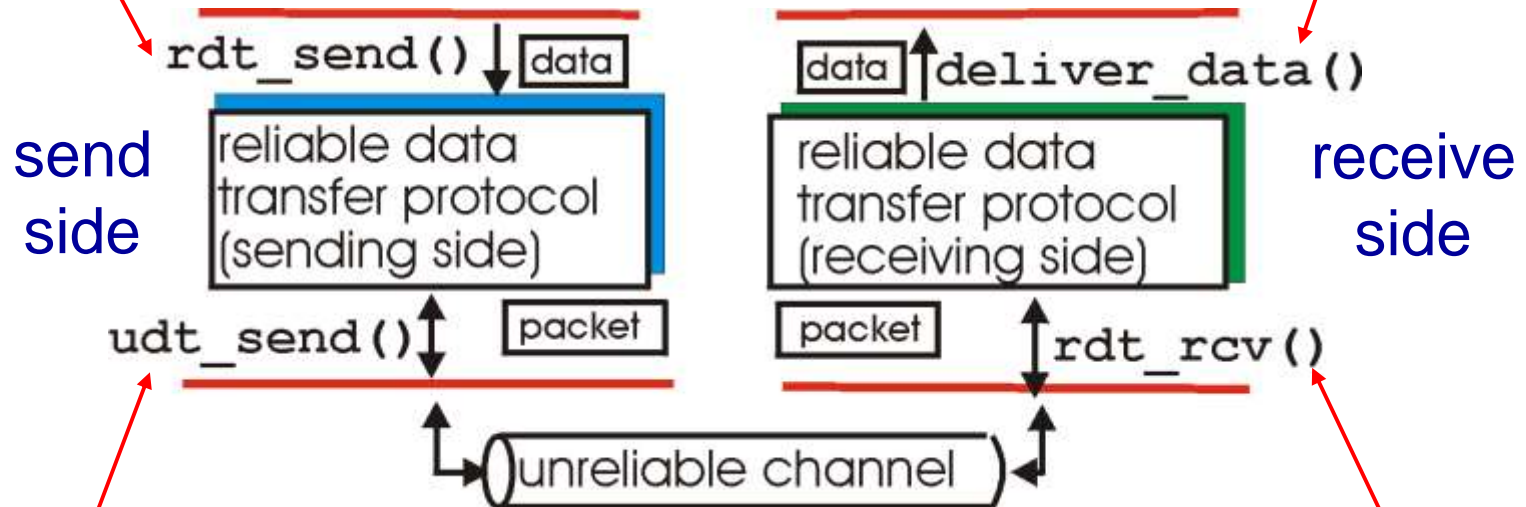 rdt_send()
data
data
deliver_data()
send
side
reliable data
transfer protocol
(sending side)
reliable data
transfer protocol
(receiving side)
receive
side
udt_send()
packet
packet
rdt_rcv()
unreliable channel